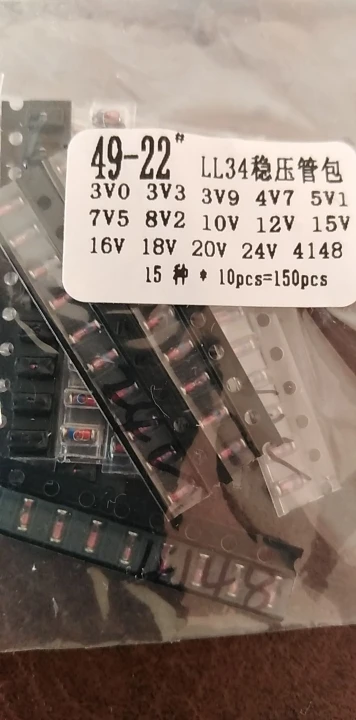 49-22# LL34稳压管包
3V0 3V3 3V9 4V7 5V1
7V5 8V2 10V 12V 15V
16V 18V 20V 24V 4148
15 种 * 10pcs=150pcs
4148